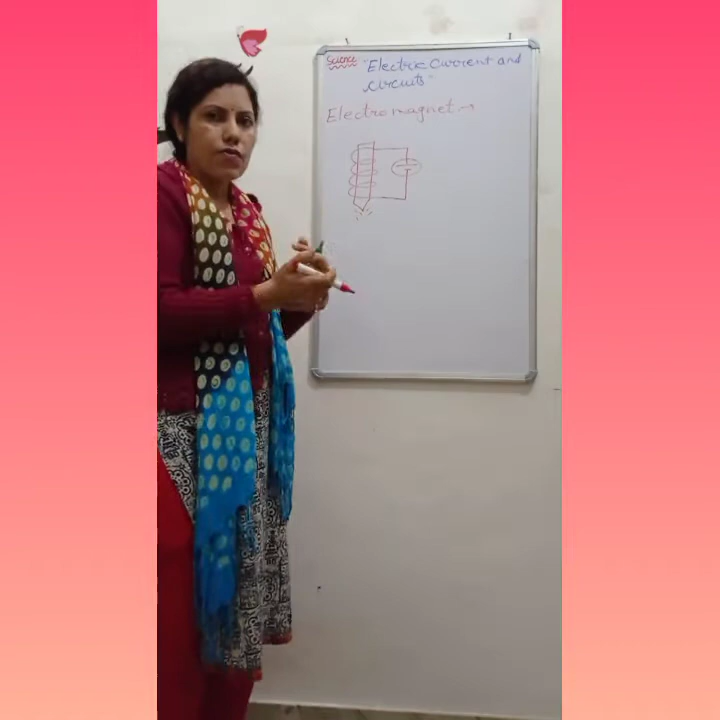 Science
"Electric Current and
circuits"
Electromagnet →